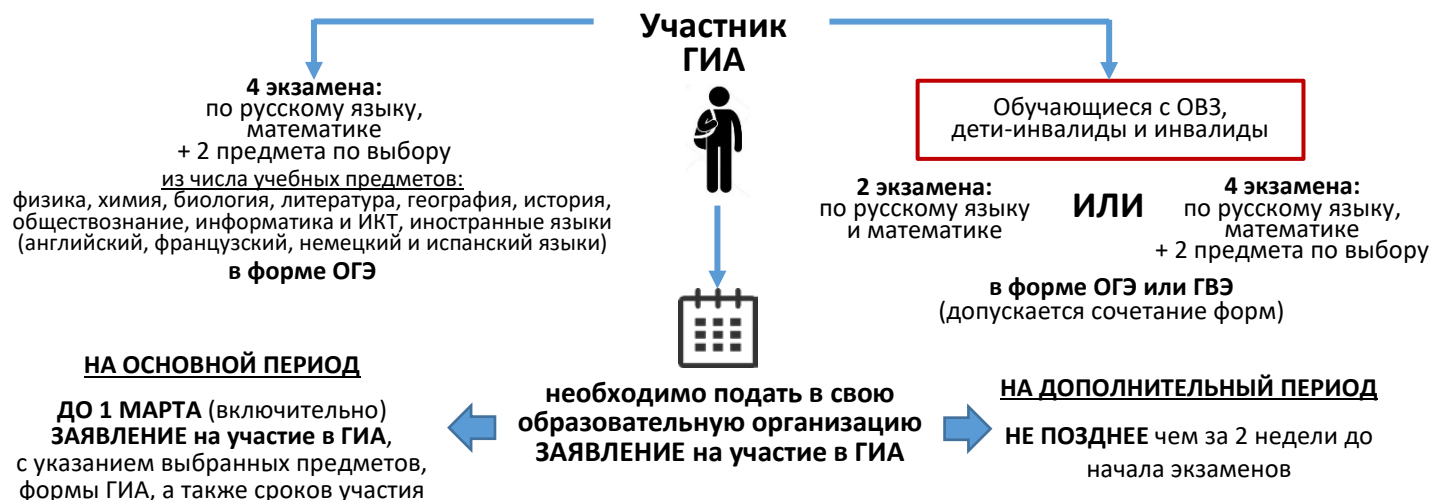 Участник
ГИА
4 экзамена:
по русскому языку,
математике
+ 2 предмета по выбору
из числа учебных предметов:
физика, химия, биология, литература, география, история,
обществознание, информатика и ИКТ, иностранные языки
(английский, французский, немецкий и испанский языки)
в форме ОГЭ
Обучающиеся с ОВЗ,
дети-инвалиды и инвалиды
2 экзамена:
по русскому языку
и математике
ИЛИ
4 экзамена:
по русскому языку,
математике
+ 2 предмета по выбору
в форме ОГЭ или ГВЭ
(допускается сочетание форм)
необходимо подать в свою
образовательную организацию
ЗАЯВЛЕНИЕ на участие в ГИА
НА ОСНОВНОЙ ПЕРИОД
ДО 1 МАРТА (включительно)
ЗАЯВЛЕНИЕ на участие в ГИА,
с указанием выбранных предметов,
формы ГИА, а также сроков участия
НА ДОПОЛНИТЕЛЬНЫЙ ПЕРИОД
НЕ ПОЗДНЕЕ чем за 2 недели до
начала экзаменов